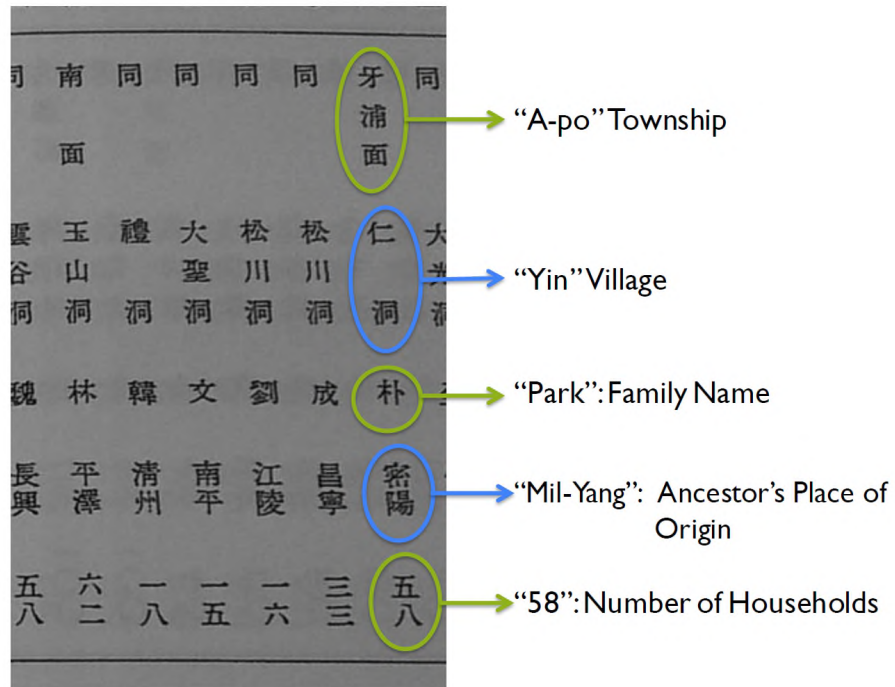 同 大光洞
牙浦面 仁洞 朴 密陽 五八
同 松川洞 成 昌寧 三三
同 松川洞 劉 江陵 一六
同 大聖洞 文 南平 一五
同 禮洞 韓 清州 一八
南面 玉山洞 林 平澤 六二
同 雲谷洞 魏 長興 五八
“A-po” Township
“Yin” Village
“Park”: Family Name
“Mil-Yang”: Ancestor’s Place of
Origin
“58”: Number of Households